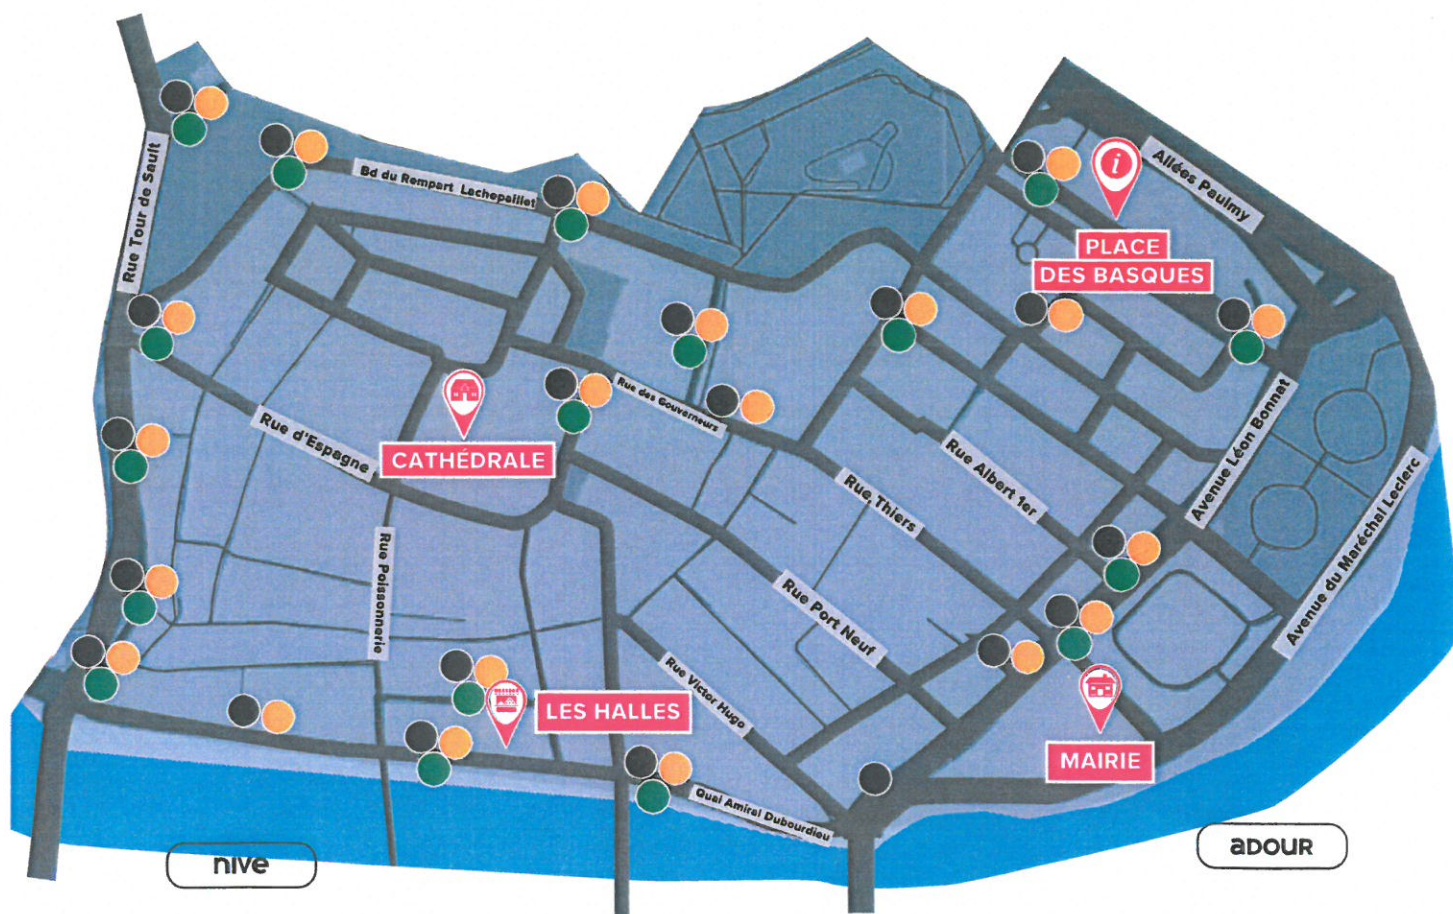 Rue Tour de Sault
Bd du Rempart Lachepaillet
Allées Paulmy
i
PLACE
DES BASQUES
Rue des Gouverneurs
CATHÉDRALE
Rue d'Espagne
Rue Poissonnerie
Rue Thiers
Rue Albert 1er
Avenue Léon Bonnat
Avenue du Maréchal Leclerc
Rue Port Neuf
Rue Victor Hugo
LES HALLES
MAIRIE
Quai Amiral Dubourdieu
nive
aDOUR